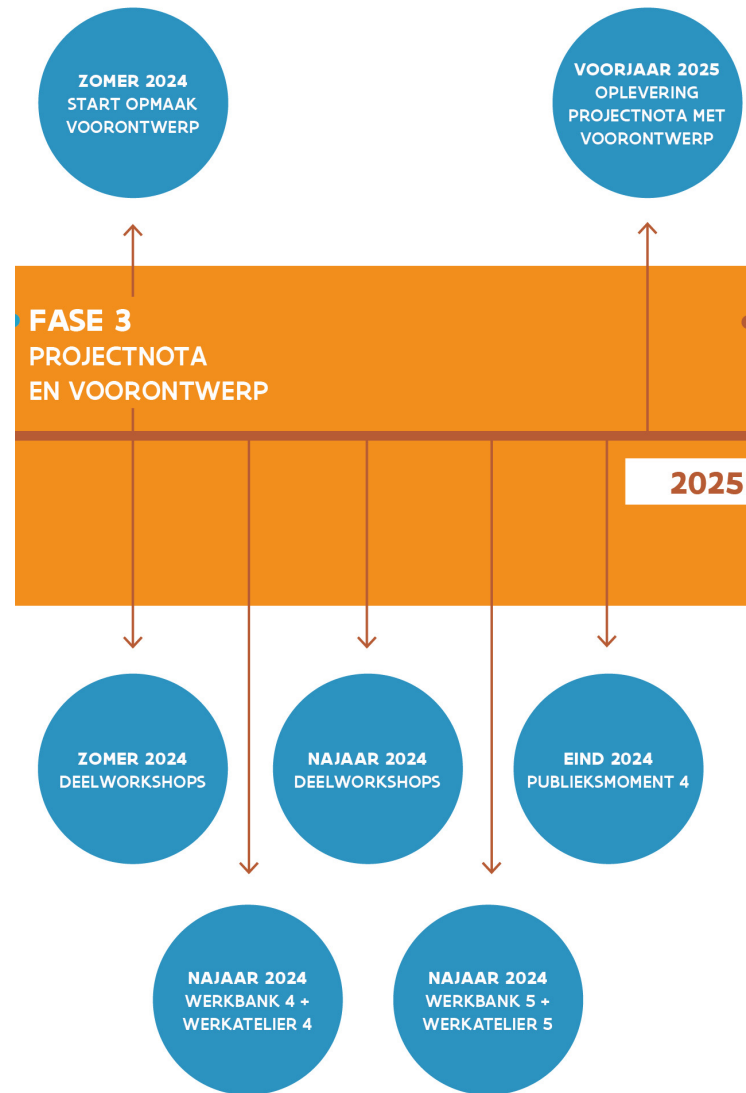 ZOMER 2024
START OPMAAK
VOORONTWERP
VOORJAAR 2025
OPLEVERING
PROJECTNOTA MET
VOORONTWERP
FASE 3
PROJECTNOTA
EN VOORONTWERP
2025
ZOMER 2024
DEELWORKSHOPS
NAJAAR 2024
DEELWORKSHOPS
EIND 2024
PUBLIEKSMOMENT 4
NAJAAR 2024
WERKBANK 4 +
WERKATELIER 4
NAJAAR 2024
WERKBANK 5 +
WERKATELIER 5